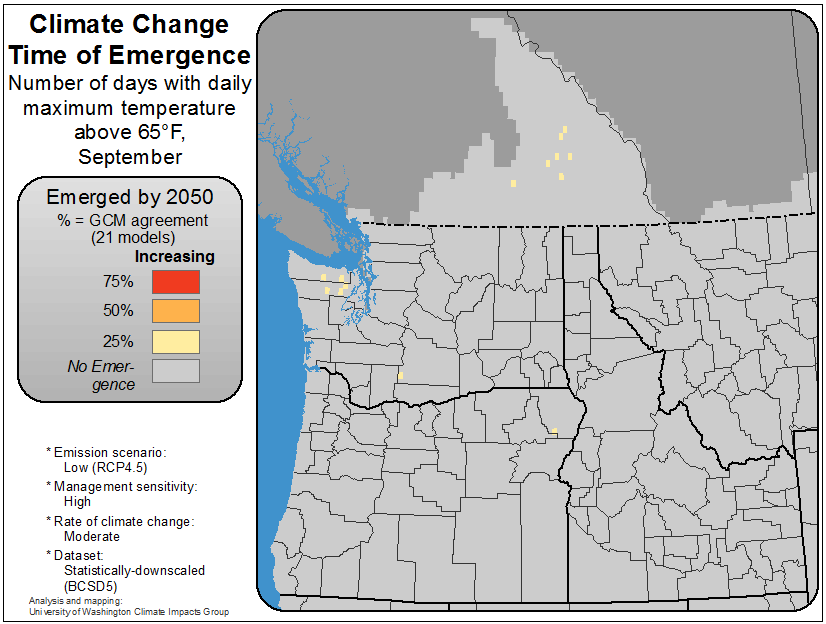 Climate Change
Time of Emergence
Number of days with daily
maximum temperature
above 65°F,
September
Emerged by 2050
% = GCM agreement
(21 models)
Increasing
75%
50%
25%
No Emer-
gence
* Emission scenario:
Low (RCP4.5)
* Management sensitivity:
High
* Rate of climate change:
Moderate
* Dataset:
Statistically-downscaled
(BCSD5)
Analysis and mapping:
University of Washington Climate Impacts Group